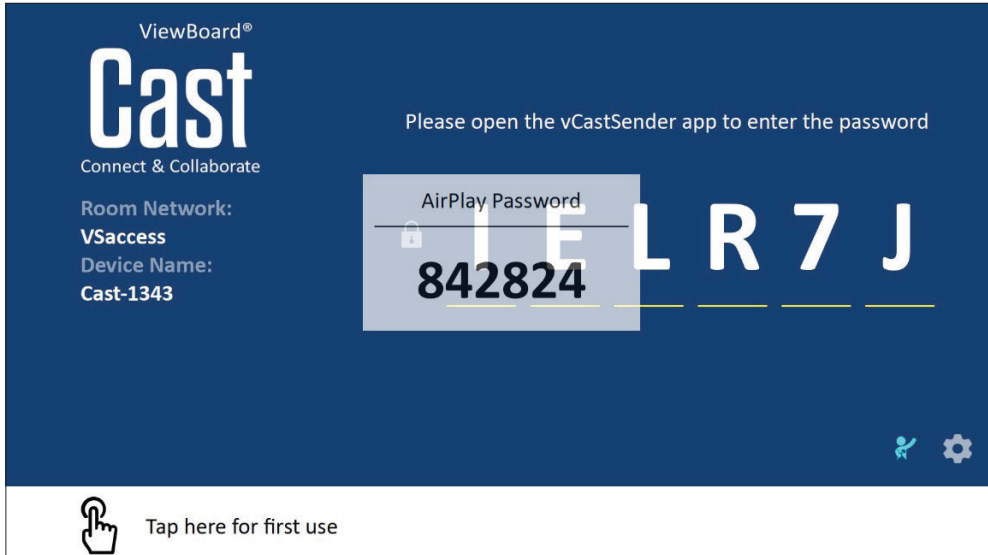 ViewBoard®
Cast
Connect & Collaborate
Room Network:
VSaccess
Device Name:
Cast-1343
Please open the vCastSender app to enter the password
AirPlay Password
842824
I E L R 7 J
Tap here for first use